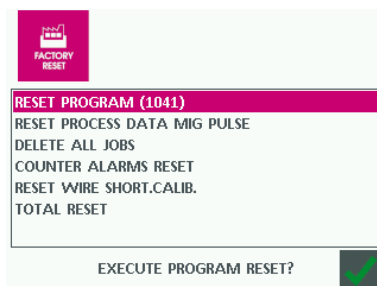 FACTORY
RESET
RESET PROGRAM (1041)
RESET PROCESS DATA MIG PULSE
DELETE ALL JOBS
COUNTER ALARMS RESET
RESET WIRE SHORT.CALIB.
TOTAL RESET
EXECUTE PROGRAM RESET?